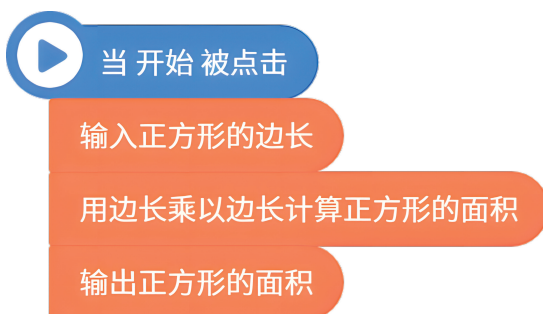 当 开始 被点击
输入正方形的边长
用边长乘以边长计算正方形的面积
输出正方形的面积